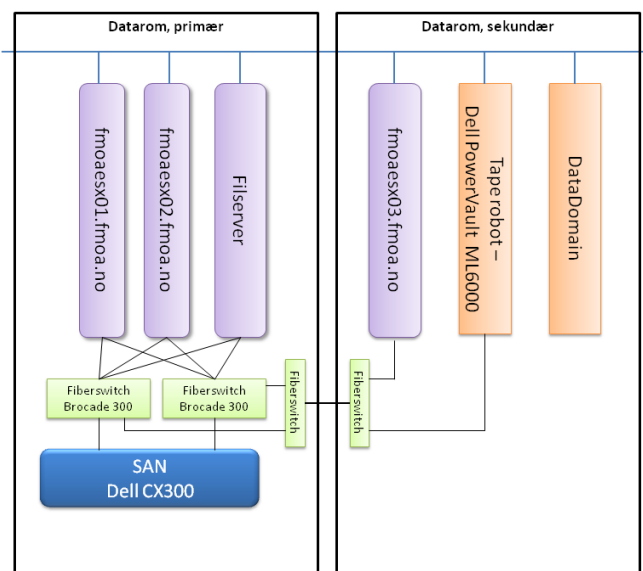 Datarom, primær
Datarom, sekundær
fmoaesx01.fmoa.no
fmoaesx02.fmoa.no
Filserver
fmoaesx03.fmoa.no
Tape robot –
Dell PowerVault ML6000
DataDomain
Fiberswitch
Brocade 300
Fiberswitch
Brocade 300
Fiberswitch
Fiberswitch
SAN
Dell CX300